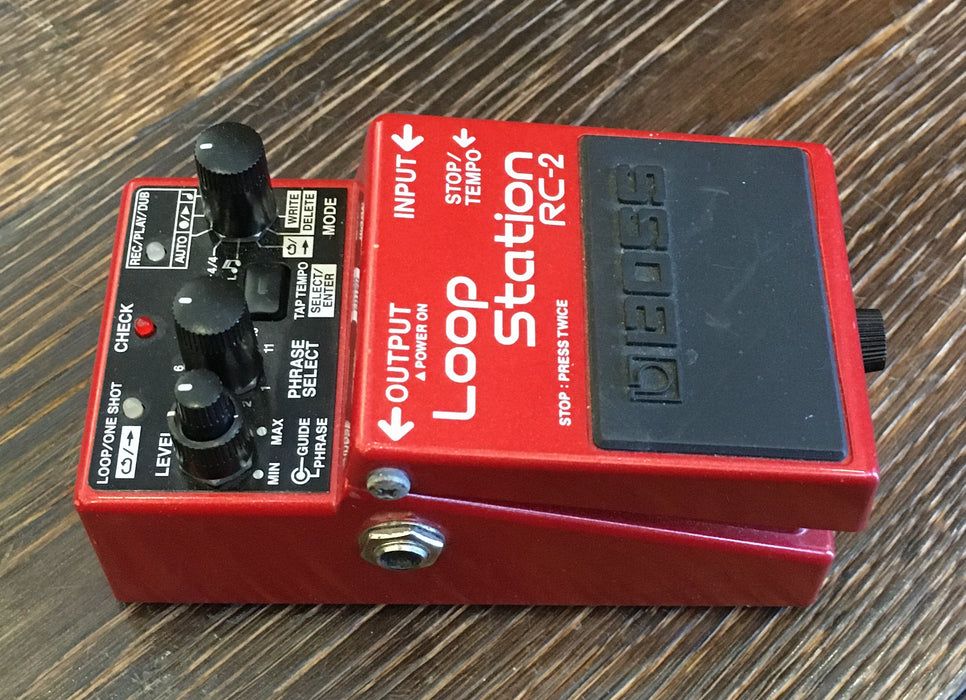 LOOP/ONE SHOT
CHECK
REC/PLAY/DUB
AUTO
LEVEL
6
4/4
1
2
11
MIN
MAX
GUIDE
PHRASE
PHRASE
SELECT
TAP TEMPO
SELECT/
ENTER
WRITE
DELETE
MODE
OUTPUT
▲POWER ON
INPUT
STOP/
TEMPO
Loop
Station
RC-2
STOP : PRESS TWICE
BOSS